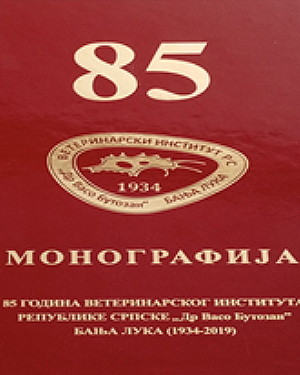 85
ВЕТЕРИНАРСКИ ИНСТИТУТ РС
1934
„Др Васо Бутозан" БАЊА ЛУКА
МОНОГРАФИЈА
85 ГОДИНА ВЕТЕРИНАРСКОГ ИНСТИТУТА
РЕПУБЛИКЕ СРПСКЕ „Др Васо Бутозан"
БАЊА ЛУКА (1934-2019)